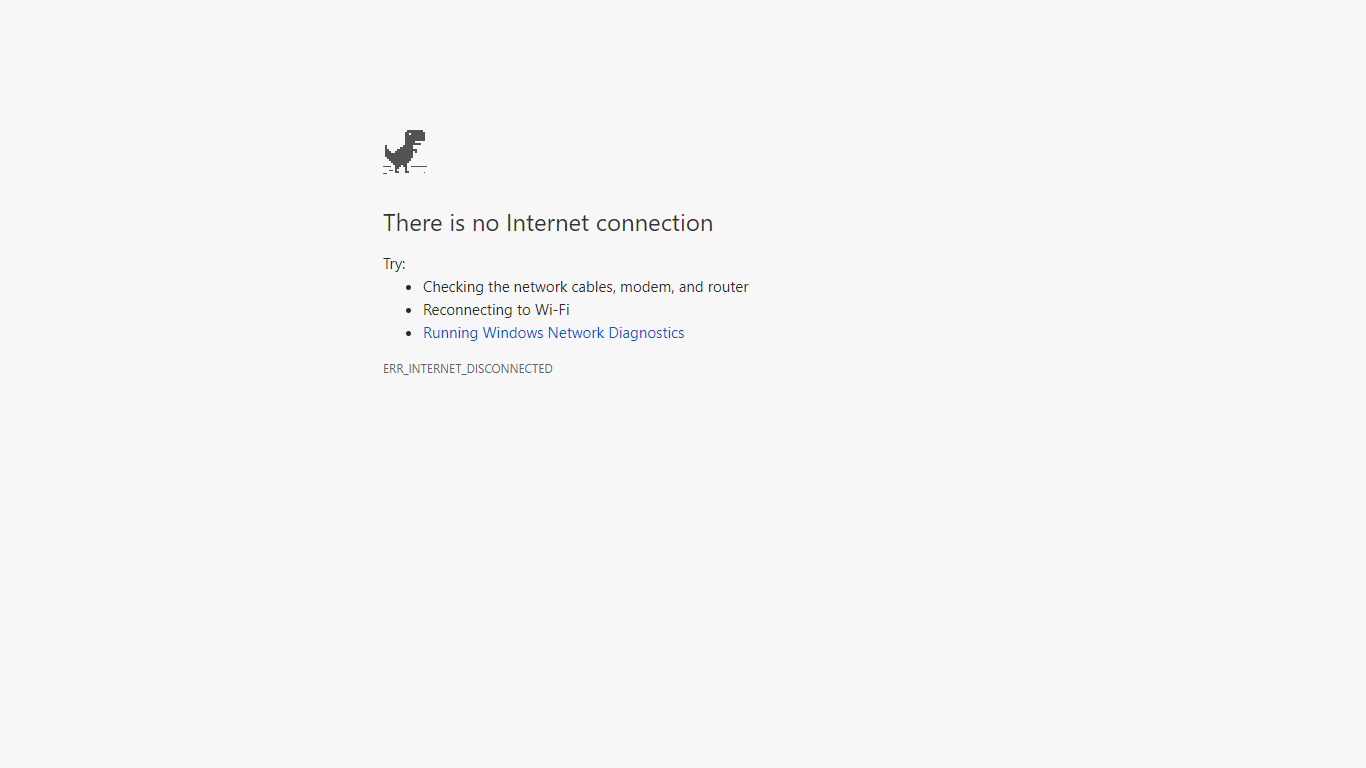 There is no Internet connection
Try:
Checking the network cables, modem, and router
Reconnecting to Wi-Fi
Running Windows Network Diagnostics
ERR_INTERNET_DISCONNECTED